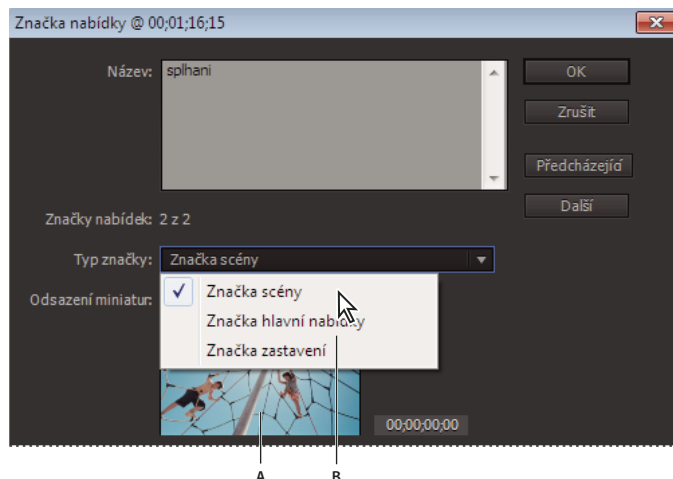 Značka nabídky @ 00;01;16;15
Název:
splhani
OK
Zrušit
Předcházející
Další
Značky nabídek: 2 z 2
Typ značky:
Značka scény
Odsazení miniatur:
Značka scény
Značka hlavní nabídky
Značka zastavení
00;00;00;00
A
B